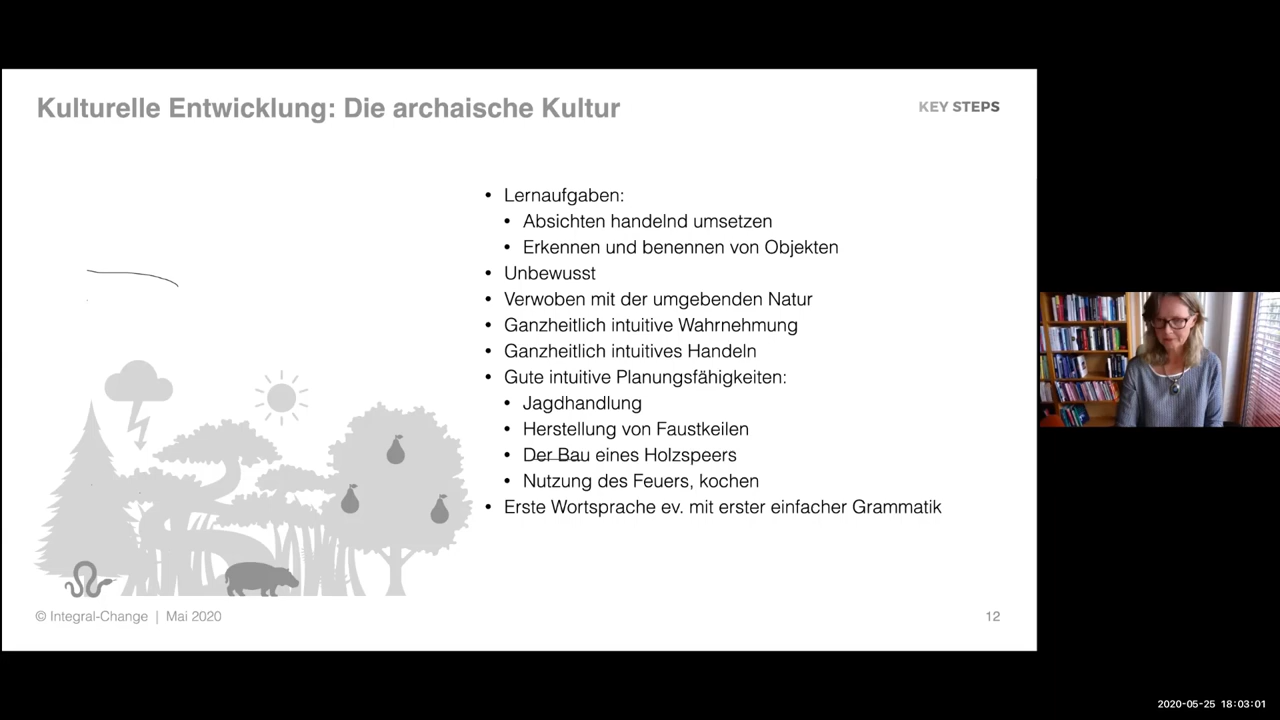 Kulturelle Entwicklung: Die archaische Kultur
KEY STEPS
• Lernaufgaben:
• Absichten handelnd umsetzen
• Erkennen und benennen von Objekten
• Unbewusst
• Verwoben mit der umgebenden Natur
• Ganzheitlich intuitive Wahrnehmung
• Ganzheitlich intuitives Handeln
• Gute intuitive Planungsfähigkeiten:
• Jagdhandlung
• Herstellung von Faustkeilen
• Der Bau eines Holzspeers
• Nutzung des Feuers, kochen
• Erste Wortsprache ev. mit erster einfacher Grammatik
© Integral-Change | Mai 2020
12
2020-05-25 18:03:01